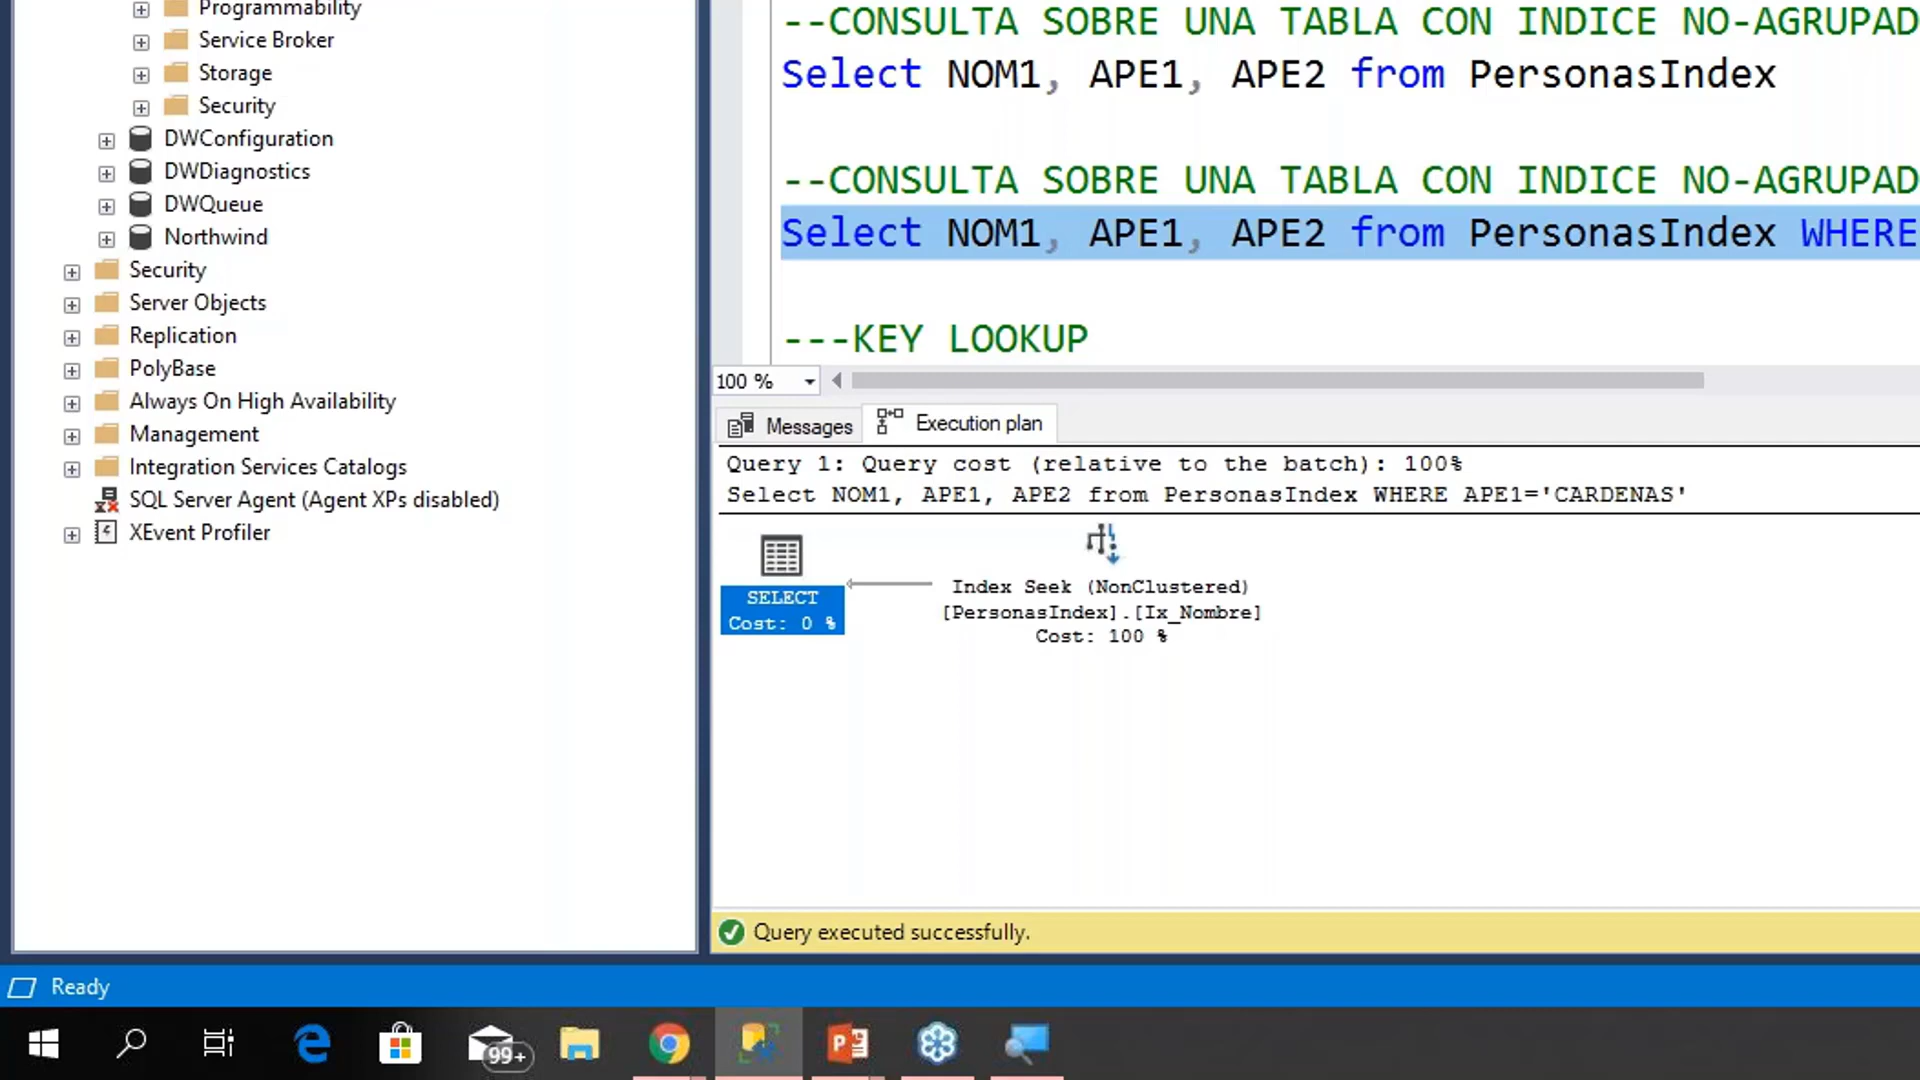 Programmability
Service Broker
Storage
Security
DWConfiguration
DWDiagnostics
DWQueue
Northwind
Security
Server Objects
Replication
PolyBase
Always On High Availability
Management
Integration Services Catalogs
SQL Server Agent (Agent XPs disabled)
XEvent Profiler
--CONSULTA SOBRE UNA TABLA CON INDICE NO-AGRUPAD
Select NOM1, APE1, APE2 from PersonasIndex
--CONSULTA SOBRE UNA TABLA CON INDICE NO-AGRUPAD
Select NOM1, APE1, APE2 from PersonasIndex WHERE
---KEY LOOKUP
100 %
Messages
Execution plan
Query 1: Query cost (relative to the batch): 100%
Select NOM1, APE1, APE2 from PersonasIndex WHERE APE1='CARDENAS'
SELECT
Cost: 0 %
Index Seek (NonClustered)
[PersonasIndex].[Ix_Nombre]
Cost: 100 %
Query executed successfully.
Ready
99+